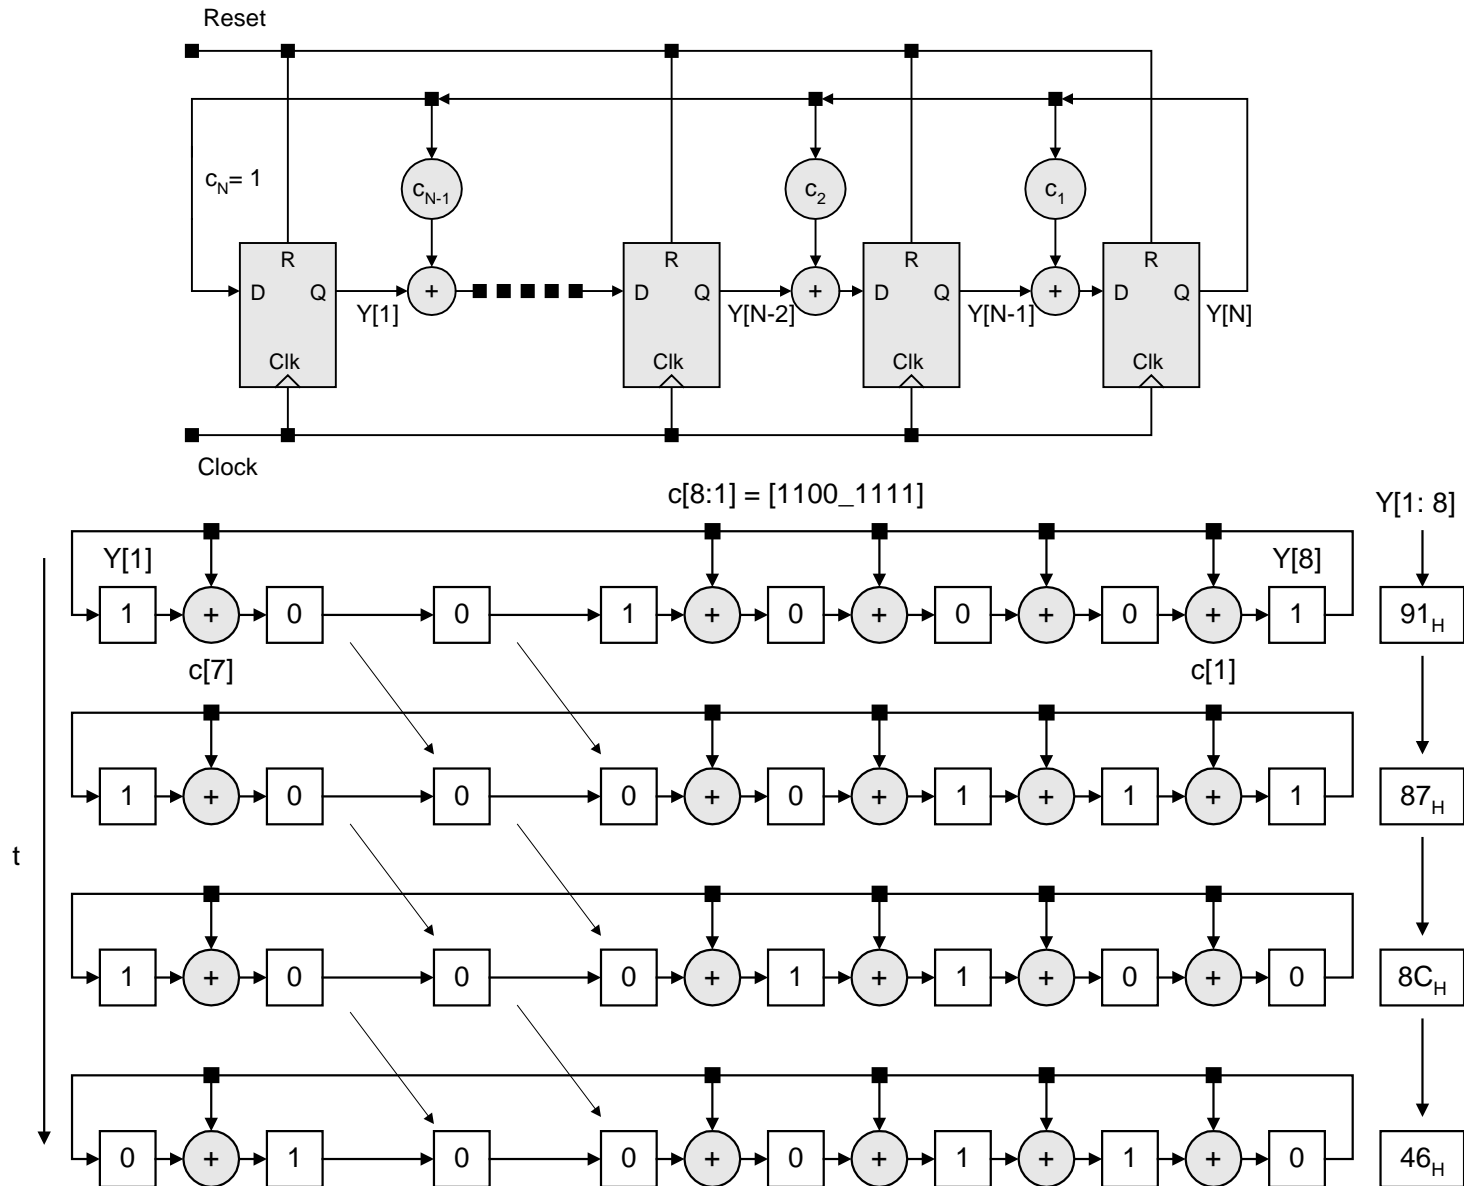 Reset
c_N= 1
c_N-1
c_2
c_1
R R R R
D Q D Q D Q D Q
+ + +
Y[1] Y[N-2] Y[N-1] Y[N]
Clk Clk Clk Clk
Clock
c[8:1] = [1100_1111]
Y[1: 8]
Y[1] Y[8]
1 + 0 0 1 + 0 + 0 + 0 + 1 91_H
c[7] c[1]
1 + 0 0 0 + 0 + 1 + 1 + 1 87_H
t
1 + 0 0 0 + 1 + 1 + 0 + 0 8C_H
0 + 1 0 0 + 0 + 1 + 1 + 0 46_H